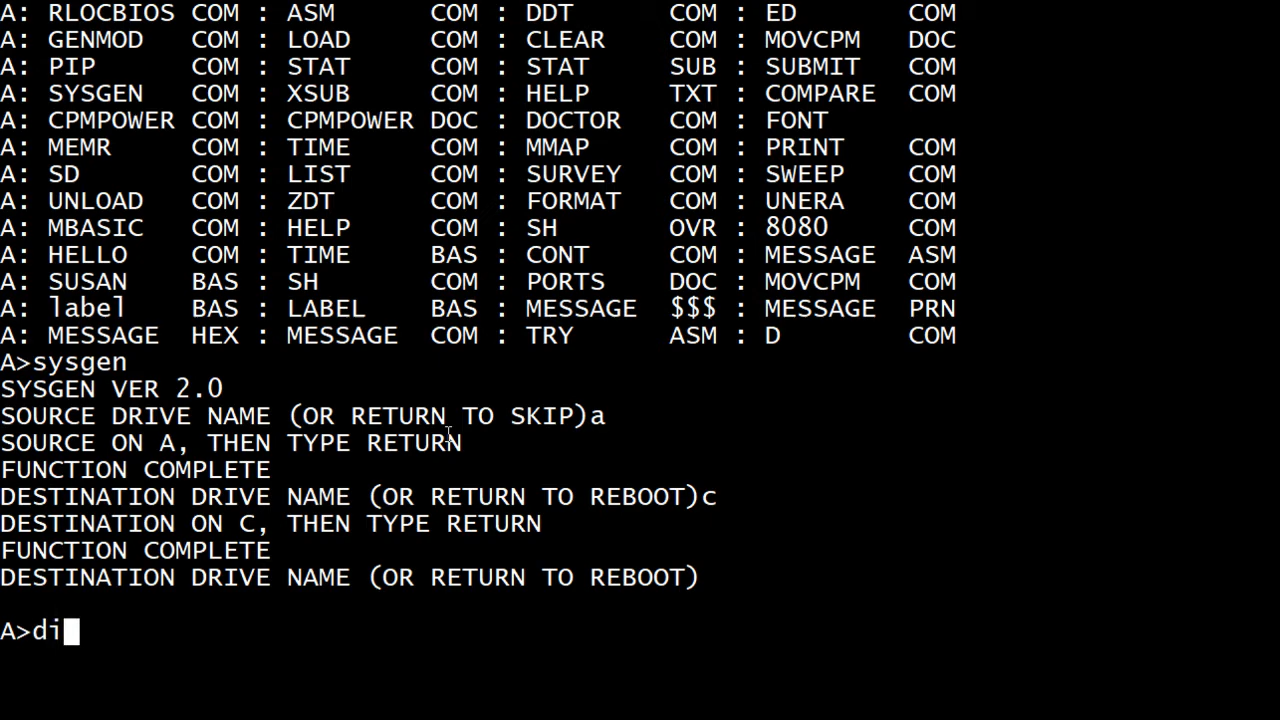 A: RLOCBIOS COM : ASM      COM : DDT      COM : ED       COM
A: GENMOD   COM : LOAD     COM : CLEAR    COM : MOVCPM   DOC
A: PIP      COM : STAT     COM : STAT     SUB : SUBMIT   COM
A: SYSGEN   COM : XSUB     COM : HELP     TXT : COMPARE  COM
A: CPMPOWER COM : CPMPOWER DOC : DOCTOR   COM : FONT
A: MEMR     COM : TIME     COM : MMAP     COM : PRINT    COM
A: SD       COM : LIST     COM : SURVEY   COM : SWEEP    COM
A: UNLOAD   COM : ZDT      COM : FORMAT   COM : UNERA    COM
A: MBASIC   COM : HELP     COM : SH       OVR : 8080     COM
A: HELLO    COM : TIME     BAS : CONT     COM : MESSAGE  ASM
A: SUSAN    BAS : SH       COM : PORTS    DOC : MOVCPM   COM
A: label    BAS : LABEL    BAS : MESSAGE  $$$ : MESSAGE  PRN
A: MESSAGE  HEX : MESSAGE  COM : TRY      ASM : D        COM
A>sysgen
SYSGEN VER 2.0
SOURCE DRIVE NAME (OR RETURN TO SKIP)a
SOURCE ON A, THEN TYPE RETURN
FUNCTION COMPLETE
DESTINATION DRIVE NAME (OR RETURN TO REBOOT)c
DESTINATION ON C, THEN TYPE RETURN
FUNCTION COMPLETE
DESTINATION DRIVE NAME (OR RETURN TO REBOOT)
A>di